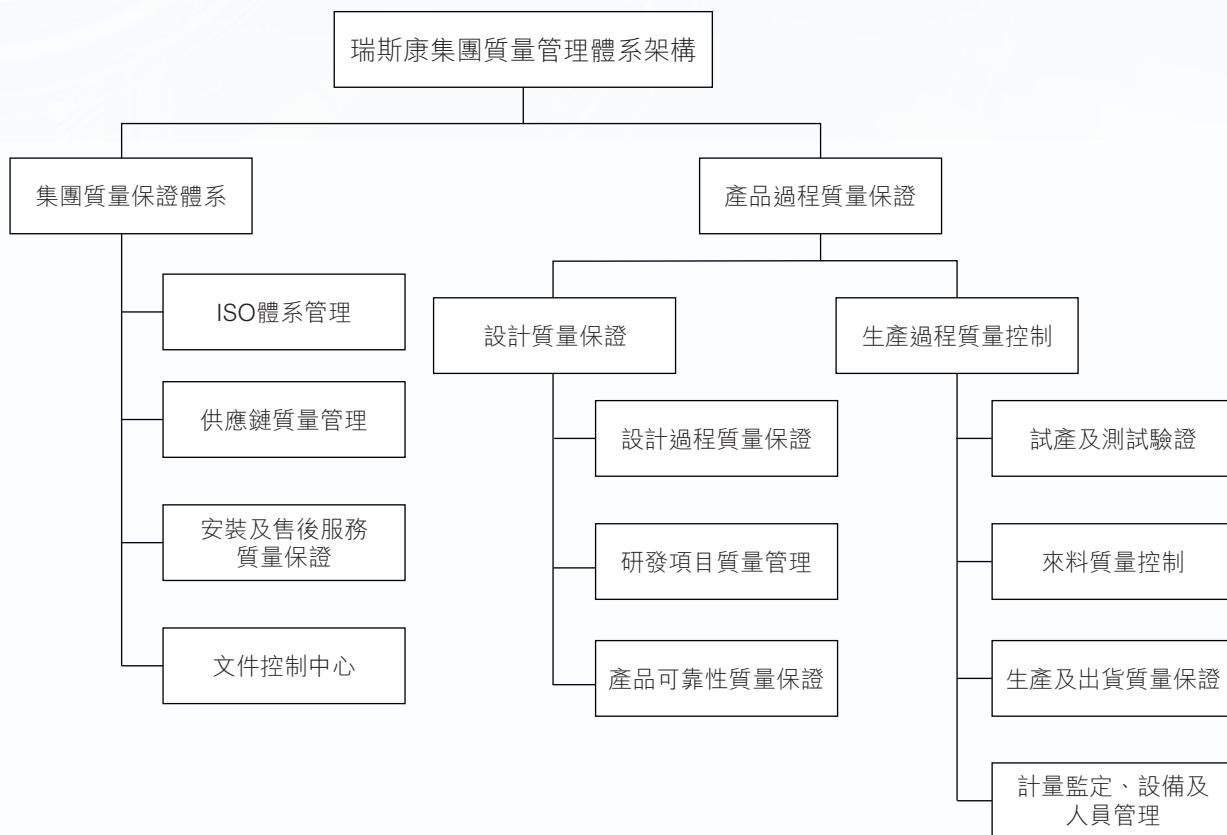 瑞斯康集團質量管理體系架構
集團質量保證體系
ISO體系管理
供應鏈質量管理
安裝及售後服務
質量保證
文件控制中心
產品過程質量保證
設計質量保證
設計過程質量保證
研發項目質量管理
產品可靠性質量保證
生產過程質量控制
試產及測試驗證
來料質量控制
生產及出貨質量保證
計量監定、設備及
人員管理